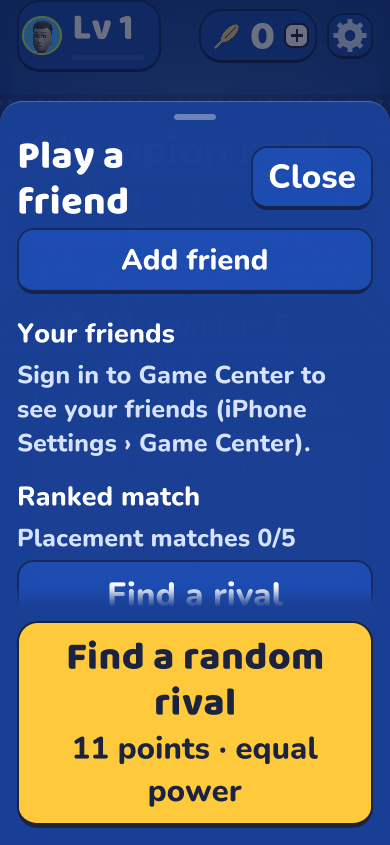 Lv 1
0
Play a
friend
Close
Add friend
Your friends
Sign in to Game Center to
see your friends (iPhone
Settings › Game Center).
Ranked match
Placement matches 0/5
Find a rival
Find a random
rival
11 points · equal
power